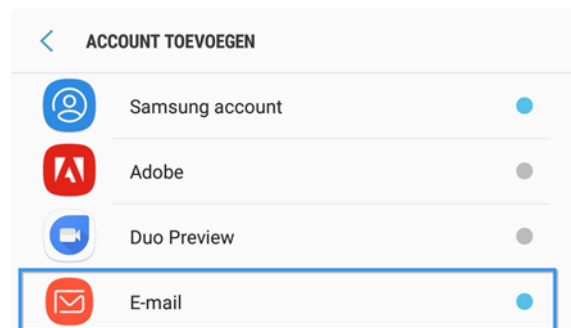 ACCOUNT TOEVOEGEN
Samsung account
Adobe
Duo Preview
E-mail